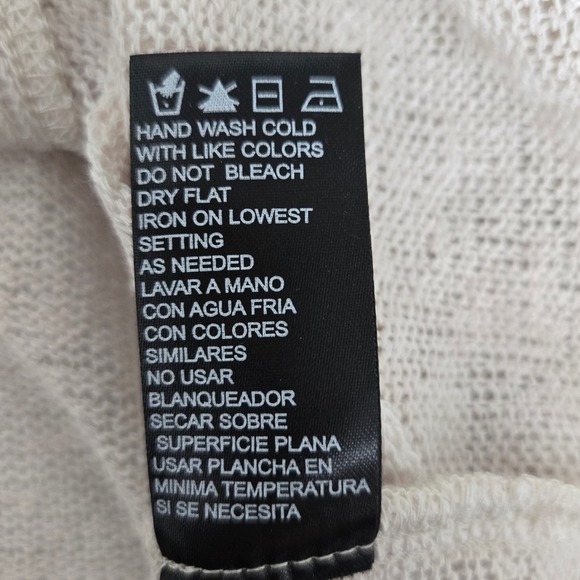 HAND WASH COLD
WITH LIKE COLORS
DO NOT BLEACH
DRY FLAT
IRON ON LOWEST
SETTING
AS NEEDED
LAVAR A MANO
CON AGUA FRIA
CON COLORES
SIMILARES
NO USAR
BLANQUEADOR
SECAR SOBRE
SUPERFICIE PLANA
USAR PLANCHA EN
MINIMA TEMPERATURA
SI SE NECESITA